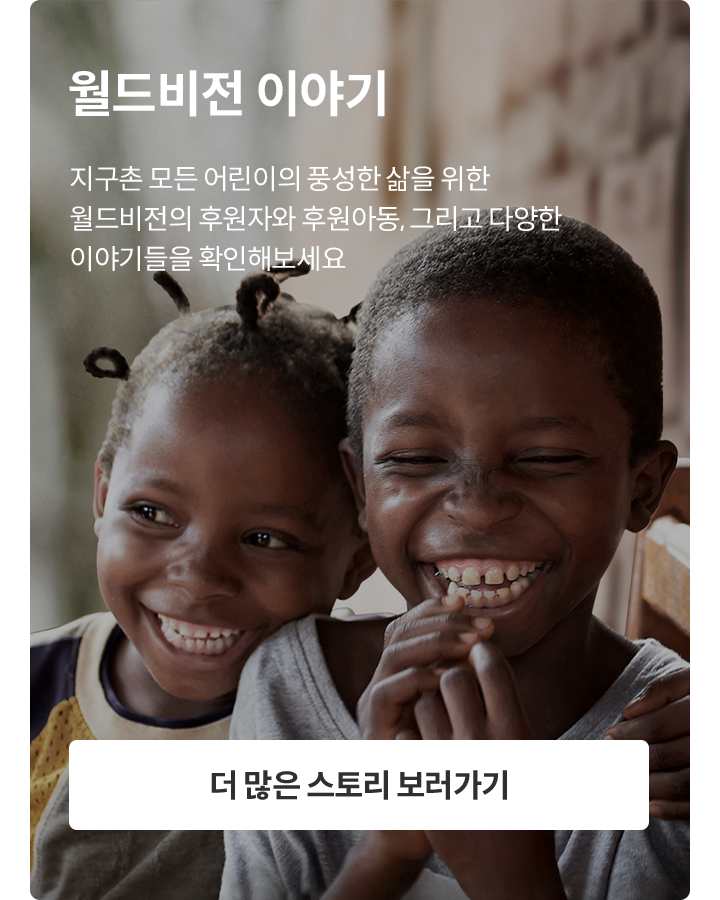 월드비전 이야기
지구촌 모든 어린이의 풍성한 삶을 위한
월드비전의 후원자와 후원아동, 그리고 다양한
이야기들을 확인해보세요
더 많은 스토리 보러가기